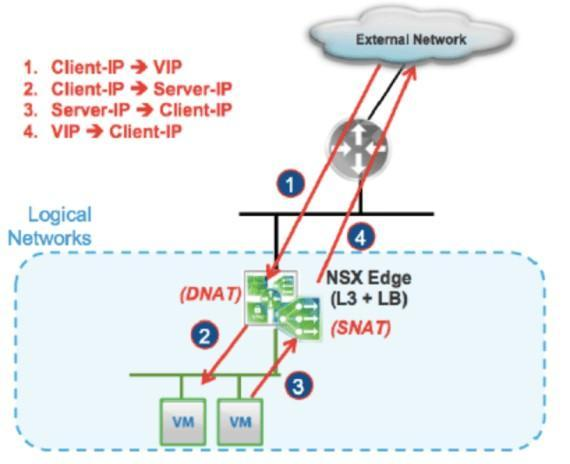 External Network
1. Client-IP ➔ VIP
2. Client-IP ➔ Server-IP
3. Server-IP ➔ Client-IP
4. VIP ➔ Client-IP
1
4
Logical
Networks
NSX Edge
(L3 + LB)
(DNAT)
(SNAT)
2
3
VM
VM